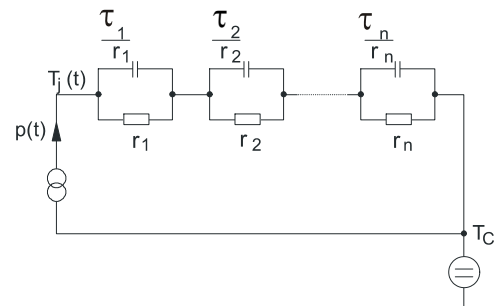 τ1/r1 τ2/r2 τn/rn
Tj(t)
p(t)
r1 r2 rn
TC